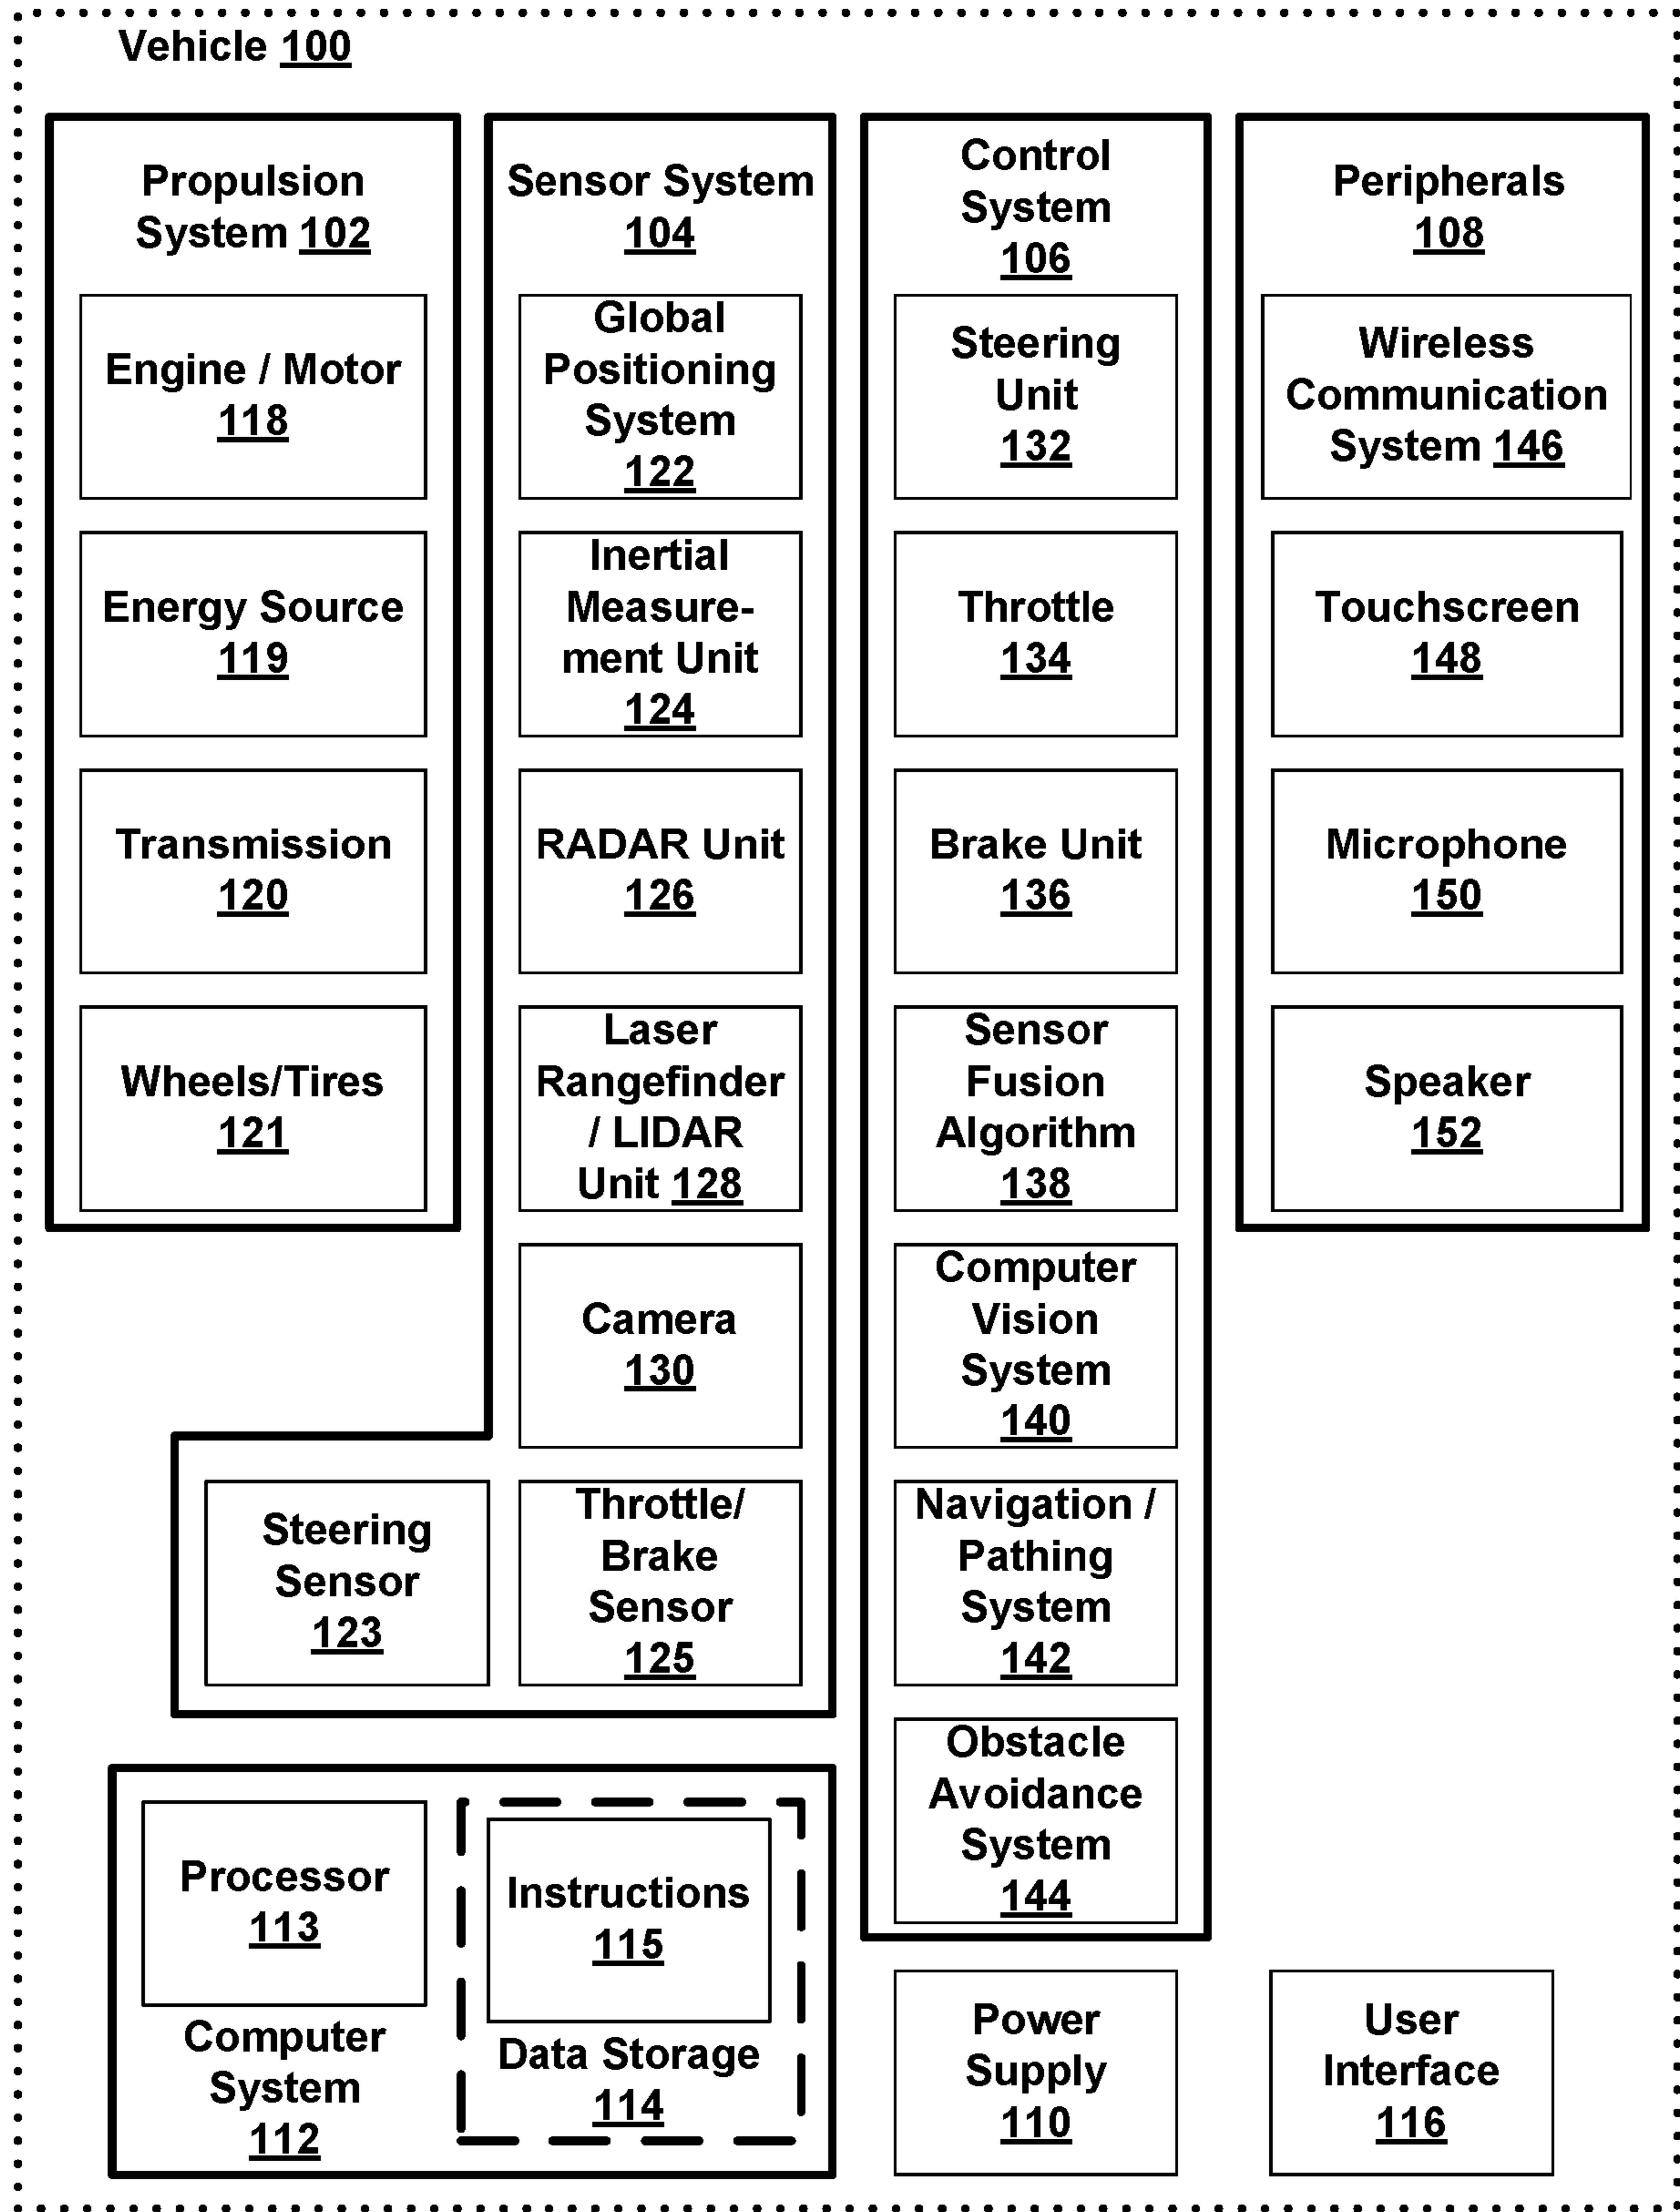 Vehicle 100
Propulsion
System 102
Engine / Motor
118
Energy Source
119
Transmission
120
Wheels/Tires
121
Sensor System
104
Global
Positioning
System
122
Inertial
Measure-
ment Unit
124
RADAR Unit
126
Laser
Rangefinder
/ LIDAR
Unit 128
Camera
130
Steering
Sensor
123
Throttle/
Brake
Sensor
125
Control
System
106
Steering
Unit
132
Throttle
134
Brake Unit
136
Sensor
Fusion
Algorithm
138
Computer
Vision
System
140
Navigation /
Pathing
System
142
Obstacle
Avoidance
System
144
Peripherals
108
Wireless
Communication
System 146
Touchscreen
148
Microphone
150
Speaker
152
Processor
113
Computer
System
112
Instructions
115
Data Storage
114
Power
Supply
110
User
Interface
116